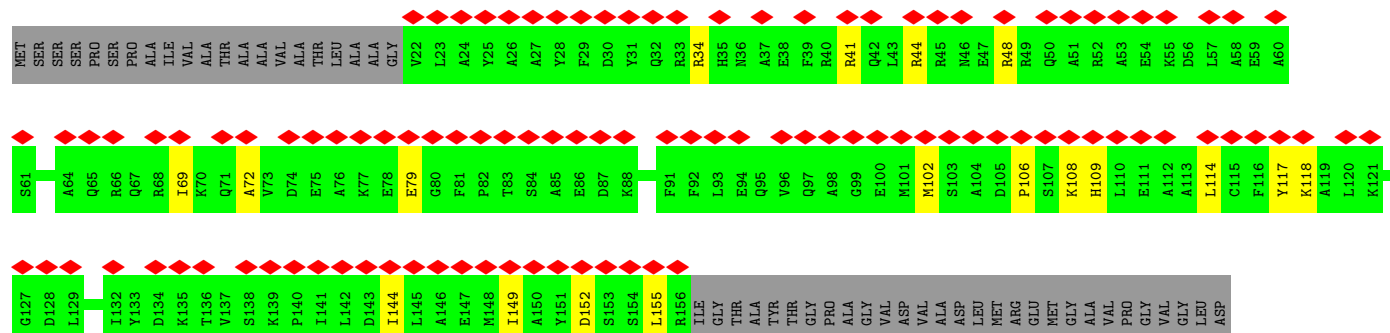 MET SER SER SER PRO SER PRO ALA ILE VAL ALA THR ALA ALA VAL ALA THR LEU ALA ALA GLY V22 L23 A24 Y25 A26 A27 Y28 F29 D30 Y31 Q32 R33 R34 H35 N36 A37 E38 F39 R40 R41 Q42 L43 R44 R45 N46 E47 R48 R49 Q50 A51 R52 A53 E54 K55 D56 L57 A58 E59 A60
S61 A64 Q65 R66 Q67 R68 I69 K70 Q71 A72 V73 D74 E75 A76 K77 E78 E79 G80 F81 P82 T83 S84 A85 E86 D87 K88 F91 F92 L93 E94 Q95 V96 Q97 A98 G99 E100 M101 M102 S103 A104 D105 P106 S107 K108 H109 L110 E111 A112 A113 L114 C115 F116 Y117 K118 A119 L120 K121
G127 D128 L129 I132 Y133 D134 K135 T136 V137 S138 K139 P140 I141 L142 D143 I144 L145 A146 E147 M148 I149 A150 Y151 D152 S153 S154 L155 R156 ILE GLY THR ALA TYR THR GLY PRO ALA GLY VAL ASP VAL ALA ASP LEU MET ARG GLU MET GLY ALA VAL PRO GLY VAL GLY LEU ASP